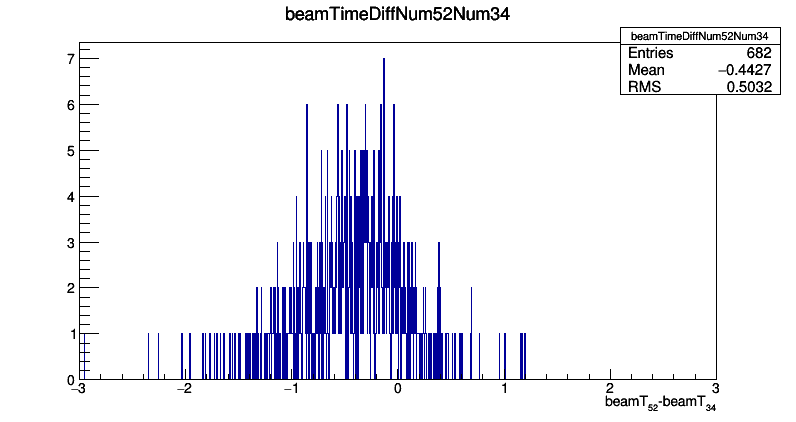 beamTimeDiffNum52Num34
beamTimeDiffNum52Num34
Entries 682
Mean −0.4427
RMS 0.5032
7
6
5
4
3
2
1
0
−3 −2 −1 0 1 2 3
beamT52-beamT34